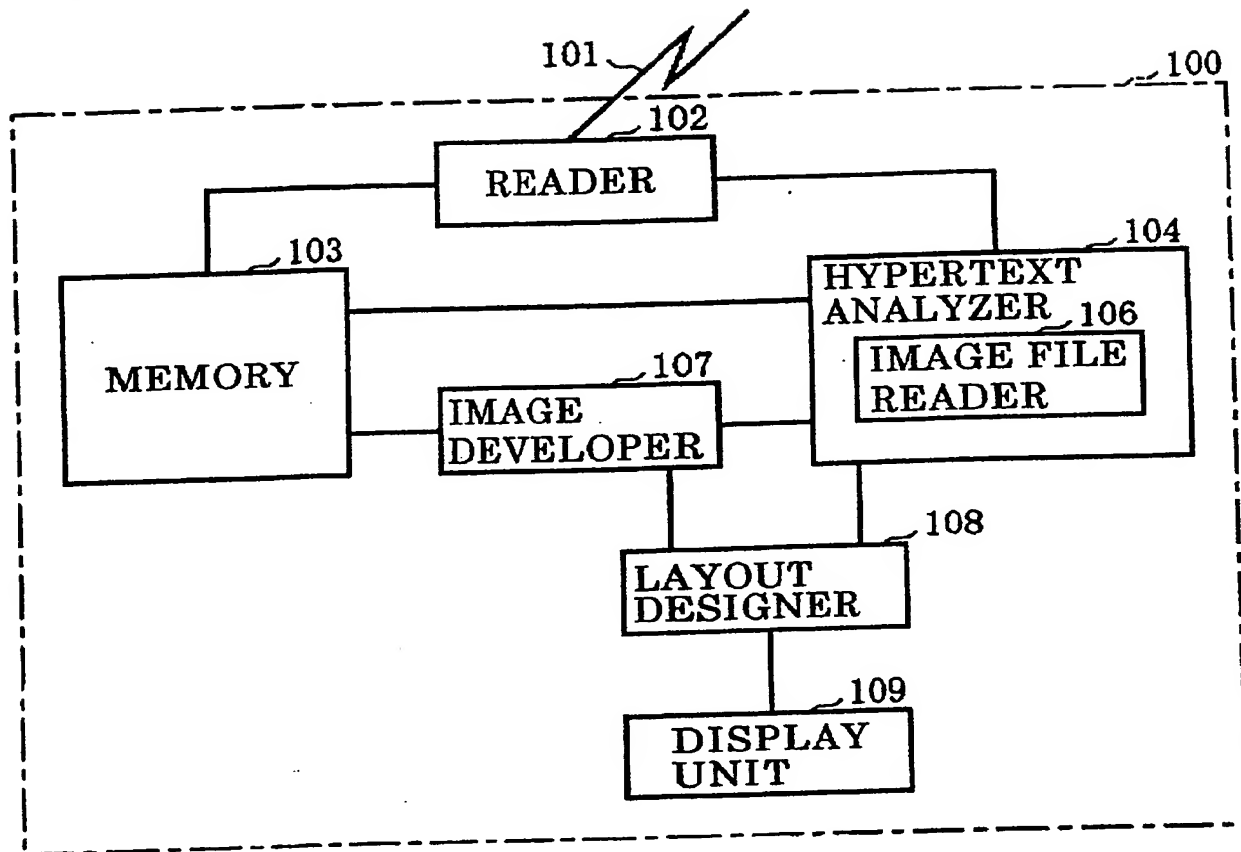 101
100
102
READER
103
104
MEMORY
HYPERTEXT
ANALYZER
106
IMAGE FILE
READER
107
IMAGE
DEVELOPER
108
LAYOUT
DESIGNER
109
DISPLAY
UNIT